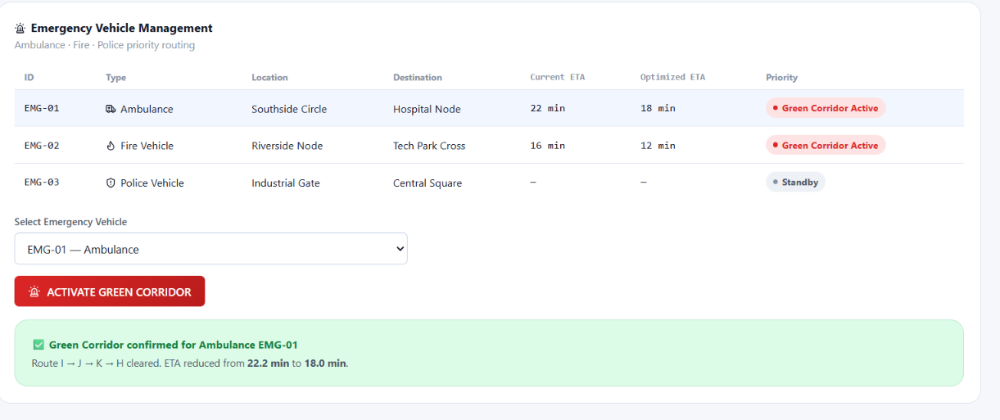 Emergency Vehicle Management
Ambulance · Fire · Police priority routing
ID Type Location Destination Current ETA Optimized ETA Priority
EMG-01 Ambulance Southside Circle Hospital Node 22 min 18 min Green Corridor Active
EMG-02 Fire Vehicle Riverside Node Tech Park Cross 16 min 12 min Green Corridor Active
EMG-03 Police Vehicle Industrial Gate Central Square — — Standby
Select Emergency Vehicle
EMG-01 — Ambulance
ACTIVATE GREEN CORRIDOR
✅ Green Corridor confirmed for Ambulance EMG-01
Route I → J → K → H cleared. ETA reduced from 22.2 min to 18.0 min.